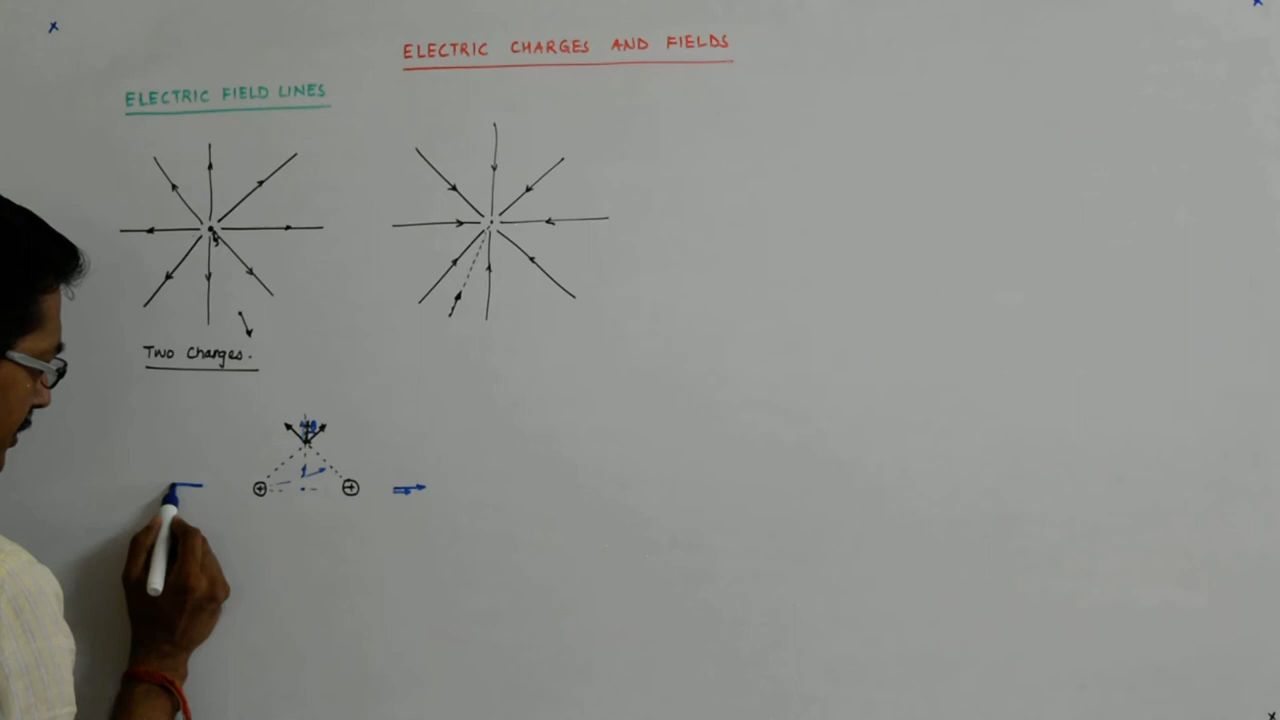 ELECTRIC CHARGES AND FIELDS
ELECTRIC FIELD LINES
Two Charges.
+ +